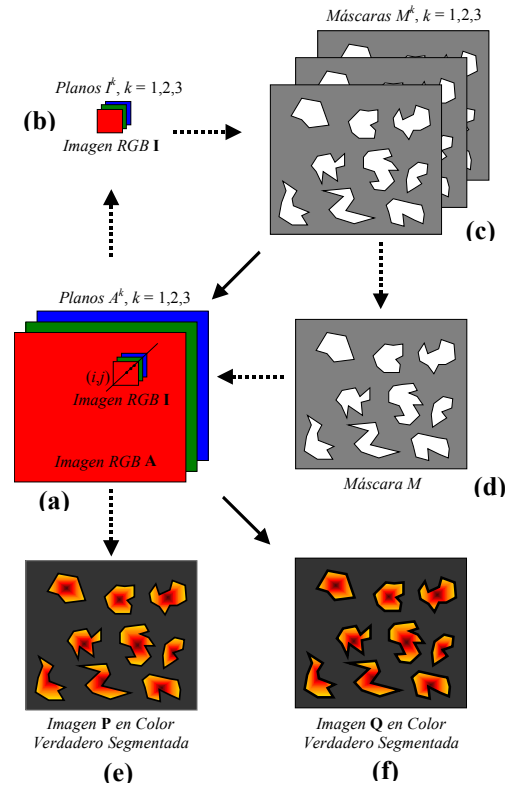 Máscaras M^k, k = 1,2,3
Planos I^k, k = 1,2,3
(b)
Imagen RGB I
(c)
Planos A^k, k = 1,2,3
(i,j)
Imagen RGB I
Imagen RGB A
(a)
Máscara M
(d)
Imagen P en Color
Verdadero Segmentada
(e)
Imagen Q en Color
Verdadero Segmentada
(f)